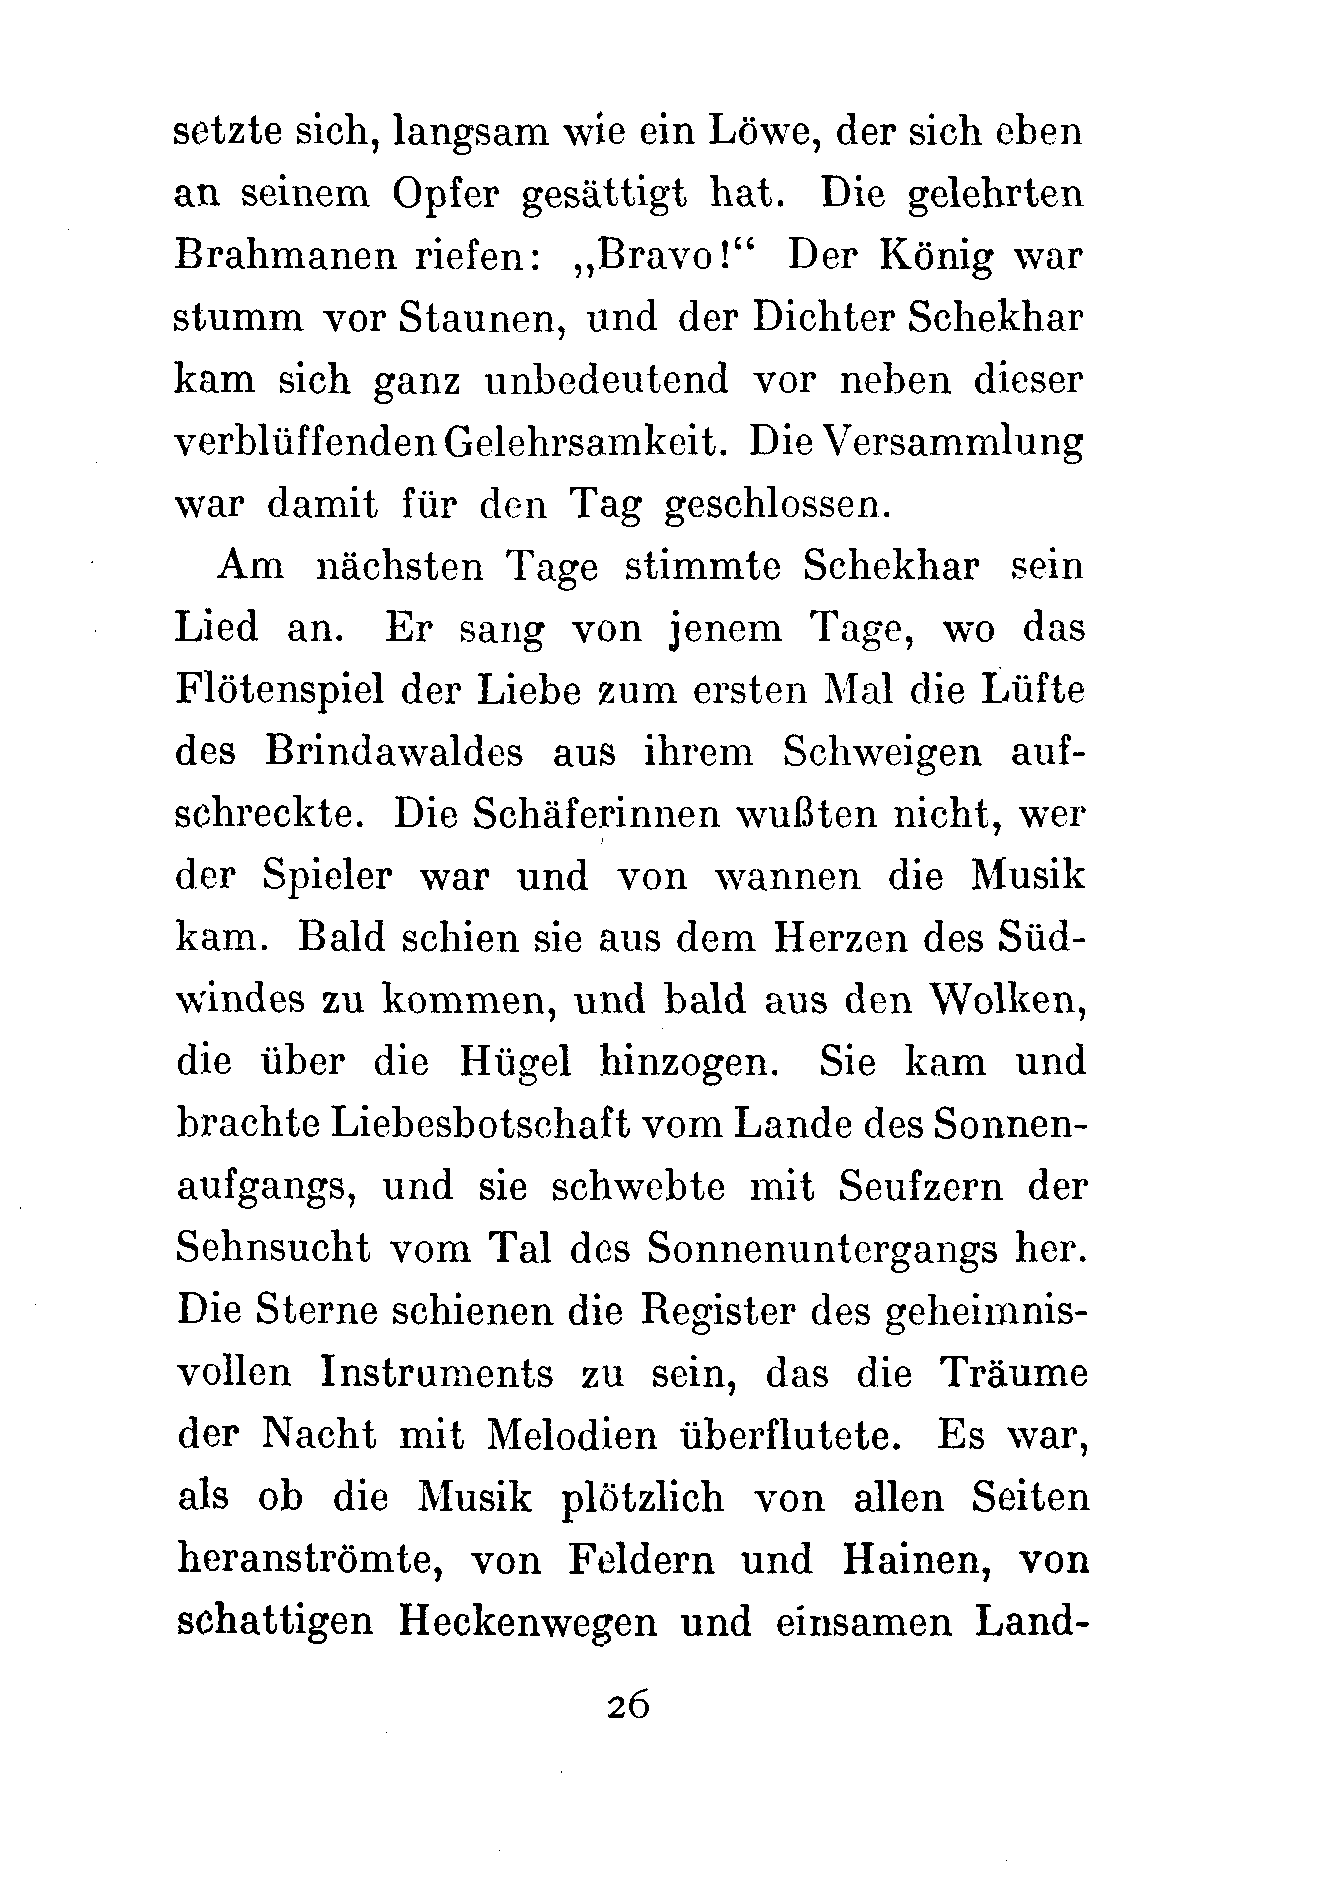 setzte sich, langsam wie ein Löwe, der sich eben
an seinem Opfer gesättigt hat. Die gelehrten
Brahmanen riefen: „Bravo!“ Der König war
stumm vor Staunen, und der Dichter Schekhar
kam sich ganz unbedeutend vor neben dieser
verblüffenden Gelehrsamkeit. Die Versammlung
war damit für den Tag geschlossen.
Am nächsten Tage stimmte Schekhar sein
Lied an. Er sang von jenem Tage, wo das
Flötenspiel der Liebe zum ersten Mal die Lüfte
des Brindawaldes aus ihrem Schweigen auf-
schreckte. Die Schäferinnen wußten nicht, wer
der Spieler war und von wannen die Musik
kam. Bald schien sie aus dem Herzen des Süd-
windes zu kommen, und bald aus den Wolken,
die über die Hügel hinzogen. Sie kam und
brachte Liebesbotschaft vom Lande des Sonnen-
aufgangs, und sie schwebte mit Seufzern der
Sehnsucht vom Tal des Sonnenuntergangs her.
Die Sterne schienen die Register des geheimnis-
vollen Instruments zu sein, das die Träume
der Nacht mit Melodien überflutete. Es war,
als ob die Musik plötzlich von allen Seiten
heranströmte, von Feldern und Hainen, von
schattigen Heckenwegen und einsamen Land-
26